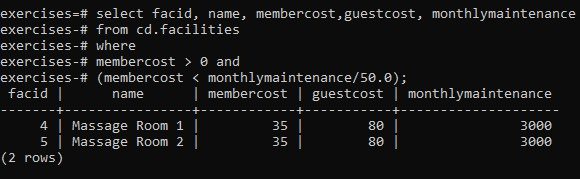 exercises=# select facid, name, membercost,guestcost, monthlymaintenance
exercises-# from cd.facilities
exercises-# where
exercises-# membercost > 0 and
exercises-# (membercost < monthlymaintenance/50.0);
 facid |      name      | membercost | guestcost | monthlymaintenance
-------+----------------+------------+-----------+--------------------
     4 | Massage Room 1 |         35 |        80 |               3000
     5 | Massage Room 2 |         35 |        80 |               3000
(2 rows)